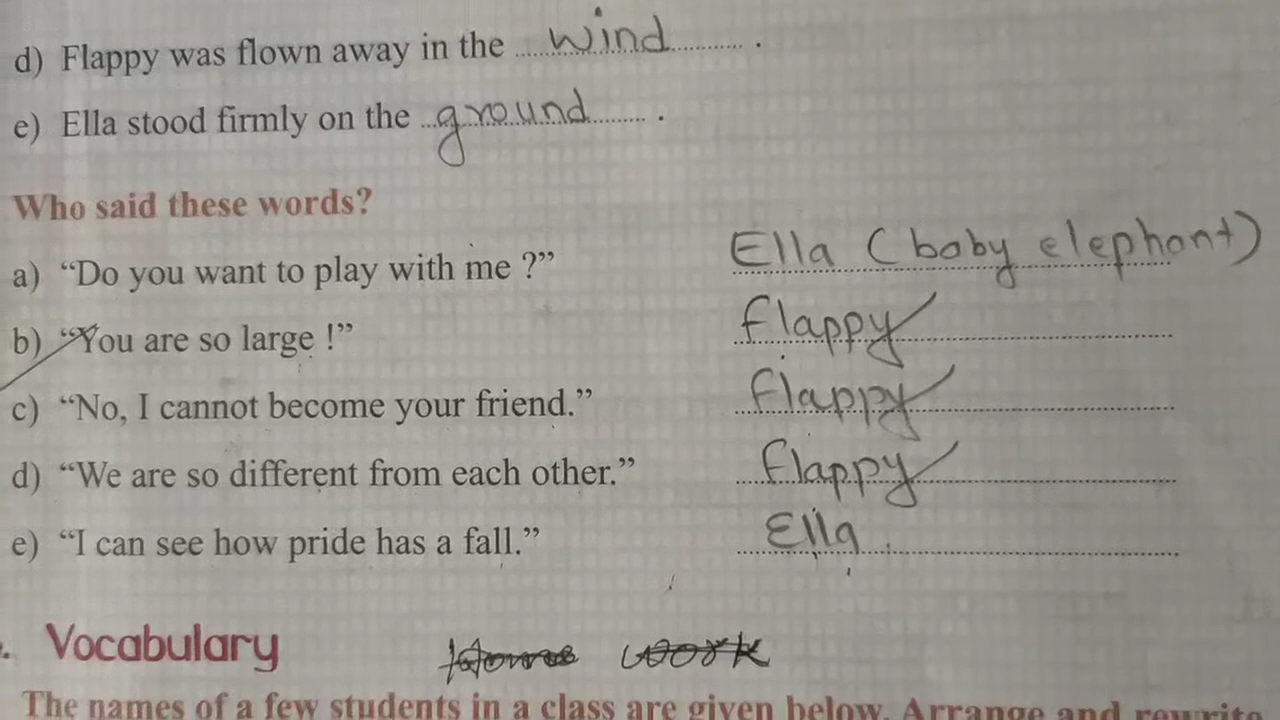 d) Flappy was flown away in the wind .
e) Ella stood firmly on the ground .
Who said these words?
a) “Do you want to play with me ?” Ella (baby elephant)
b) “You are so large !” flappy
c) “No, I cannot become your friend.” flappy
d) “We are so different from each other.” flappy
e) “I can see how pride has a fall.” Ella
Vocabulary Home work
The names of a few students in a class are given below. Arrange and rewrite